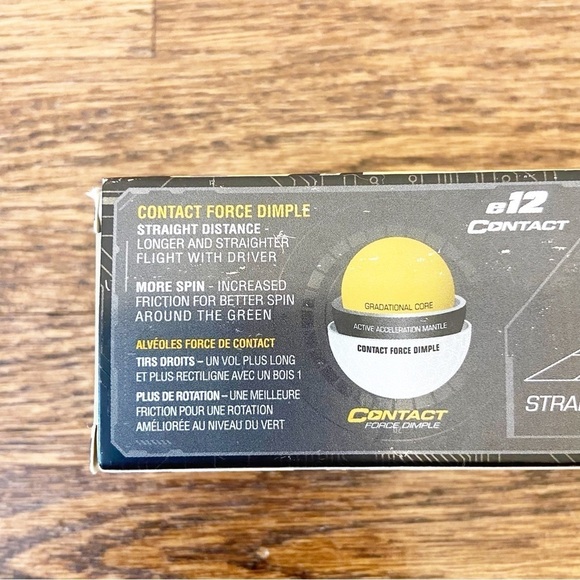 CONTACT FORCE DIMPLE
STRAIGHT DISTANCE -
LONGER AND STRAIGHTER
FLIGHT WITH DRIVER
MORE SPIN - INCREASED
FRICTION FOR BETTER SPIN
AROUND THE GREEN
ALVÉOLES FORCE DE CONTACT
TIRS DROITS – UN VOL PLUS LONG
ET PLUS RECTILIGNE AVEC UN BOIS 1
PLUS DE ROTATION – UNE MEILLEURE
FRICTION POUR UNE ROTATION
AMÉLIORÉE AU NIVEAU DU VERT
GRADATIONAL CORE
ACTIVE ACCELERATION MANTLE
CONTACT FORCE DIMPLE
CONTACT
FORCE DIMPLE
e12
CONTACT